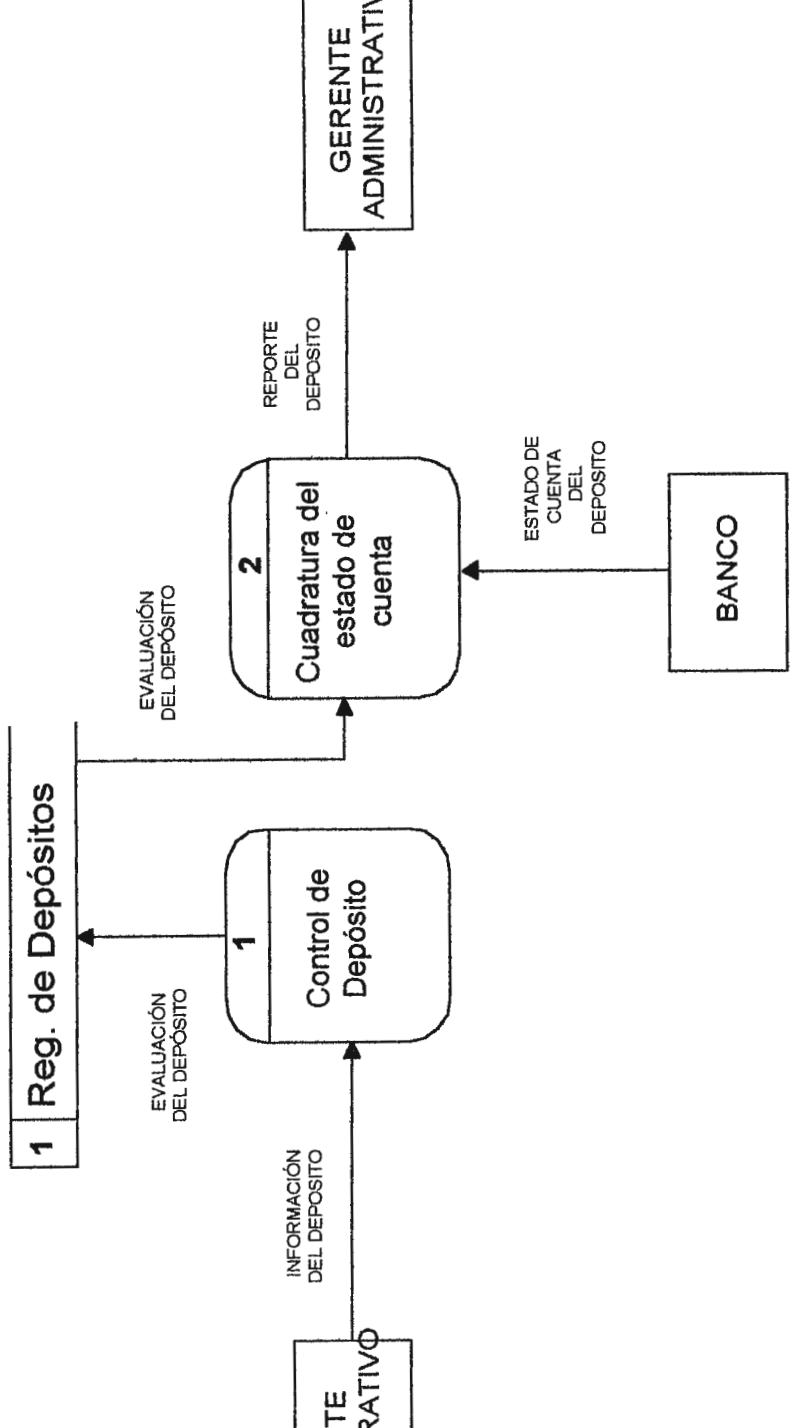 1 Reg. de Depósitos
EVALUACIÓN
DEL DEPÓSITO
EVALUACIÓN
DEL DEPÓSITO
TE
RATIVO
INFORMACIÓN
DEL DEPOSITO
1
Control de
Depósito
2
Cuadratura del
estado de
cuenta
REPORTE
DEL
DEPOSITO
GERENTE
ADMINISTRATIV
ESTADO DE
CUENTA
DEL
DEPOSITO
BANCO